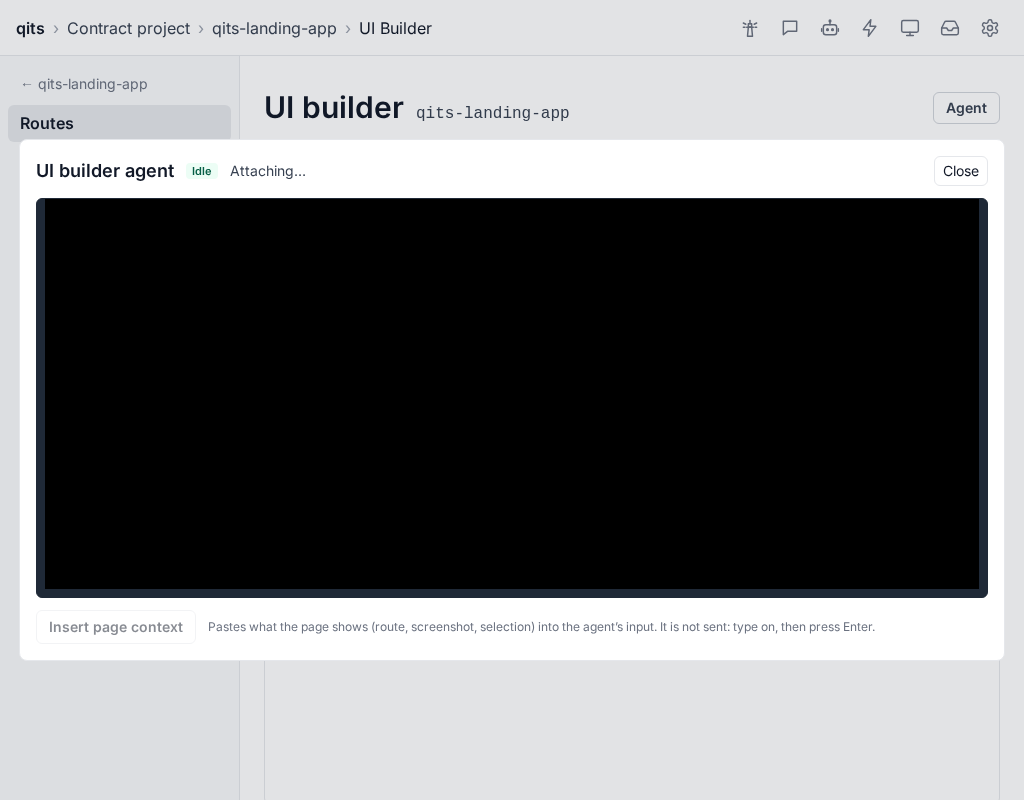 qits › Contract project › qits-landing-app › UI Builder
← qits-landing-app
Routes
UI builder qits-landing-app
Agent
UI builder agent Idle Attaching…
Close
Insert page context
Pastes what the page shows (route, screenshot, selection) into the agent’s input. It is not sent: type on, then press Enter.